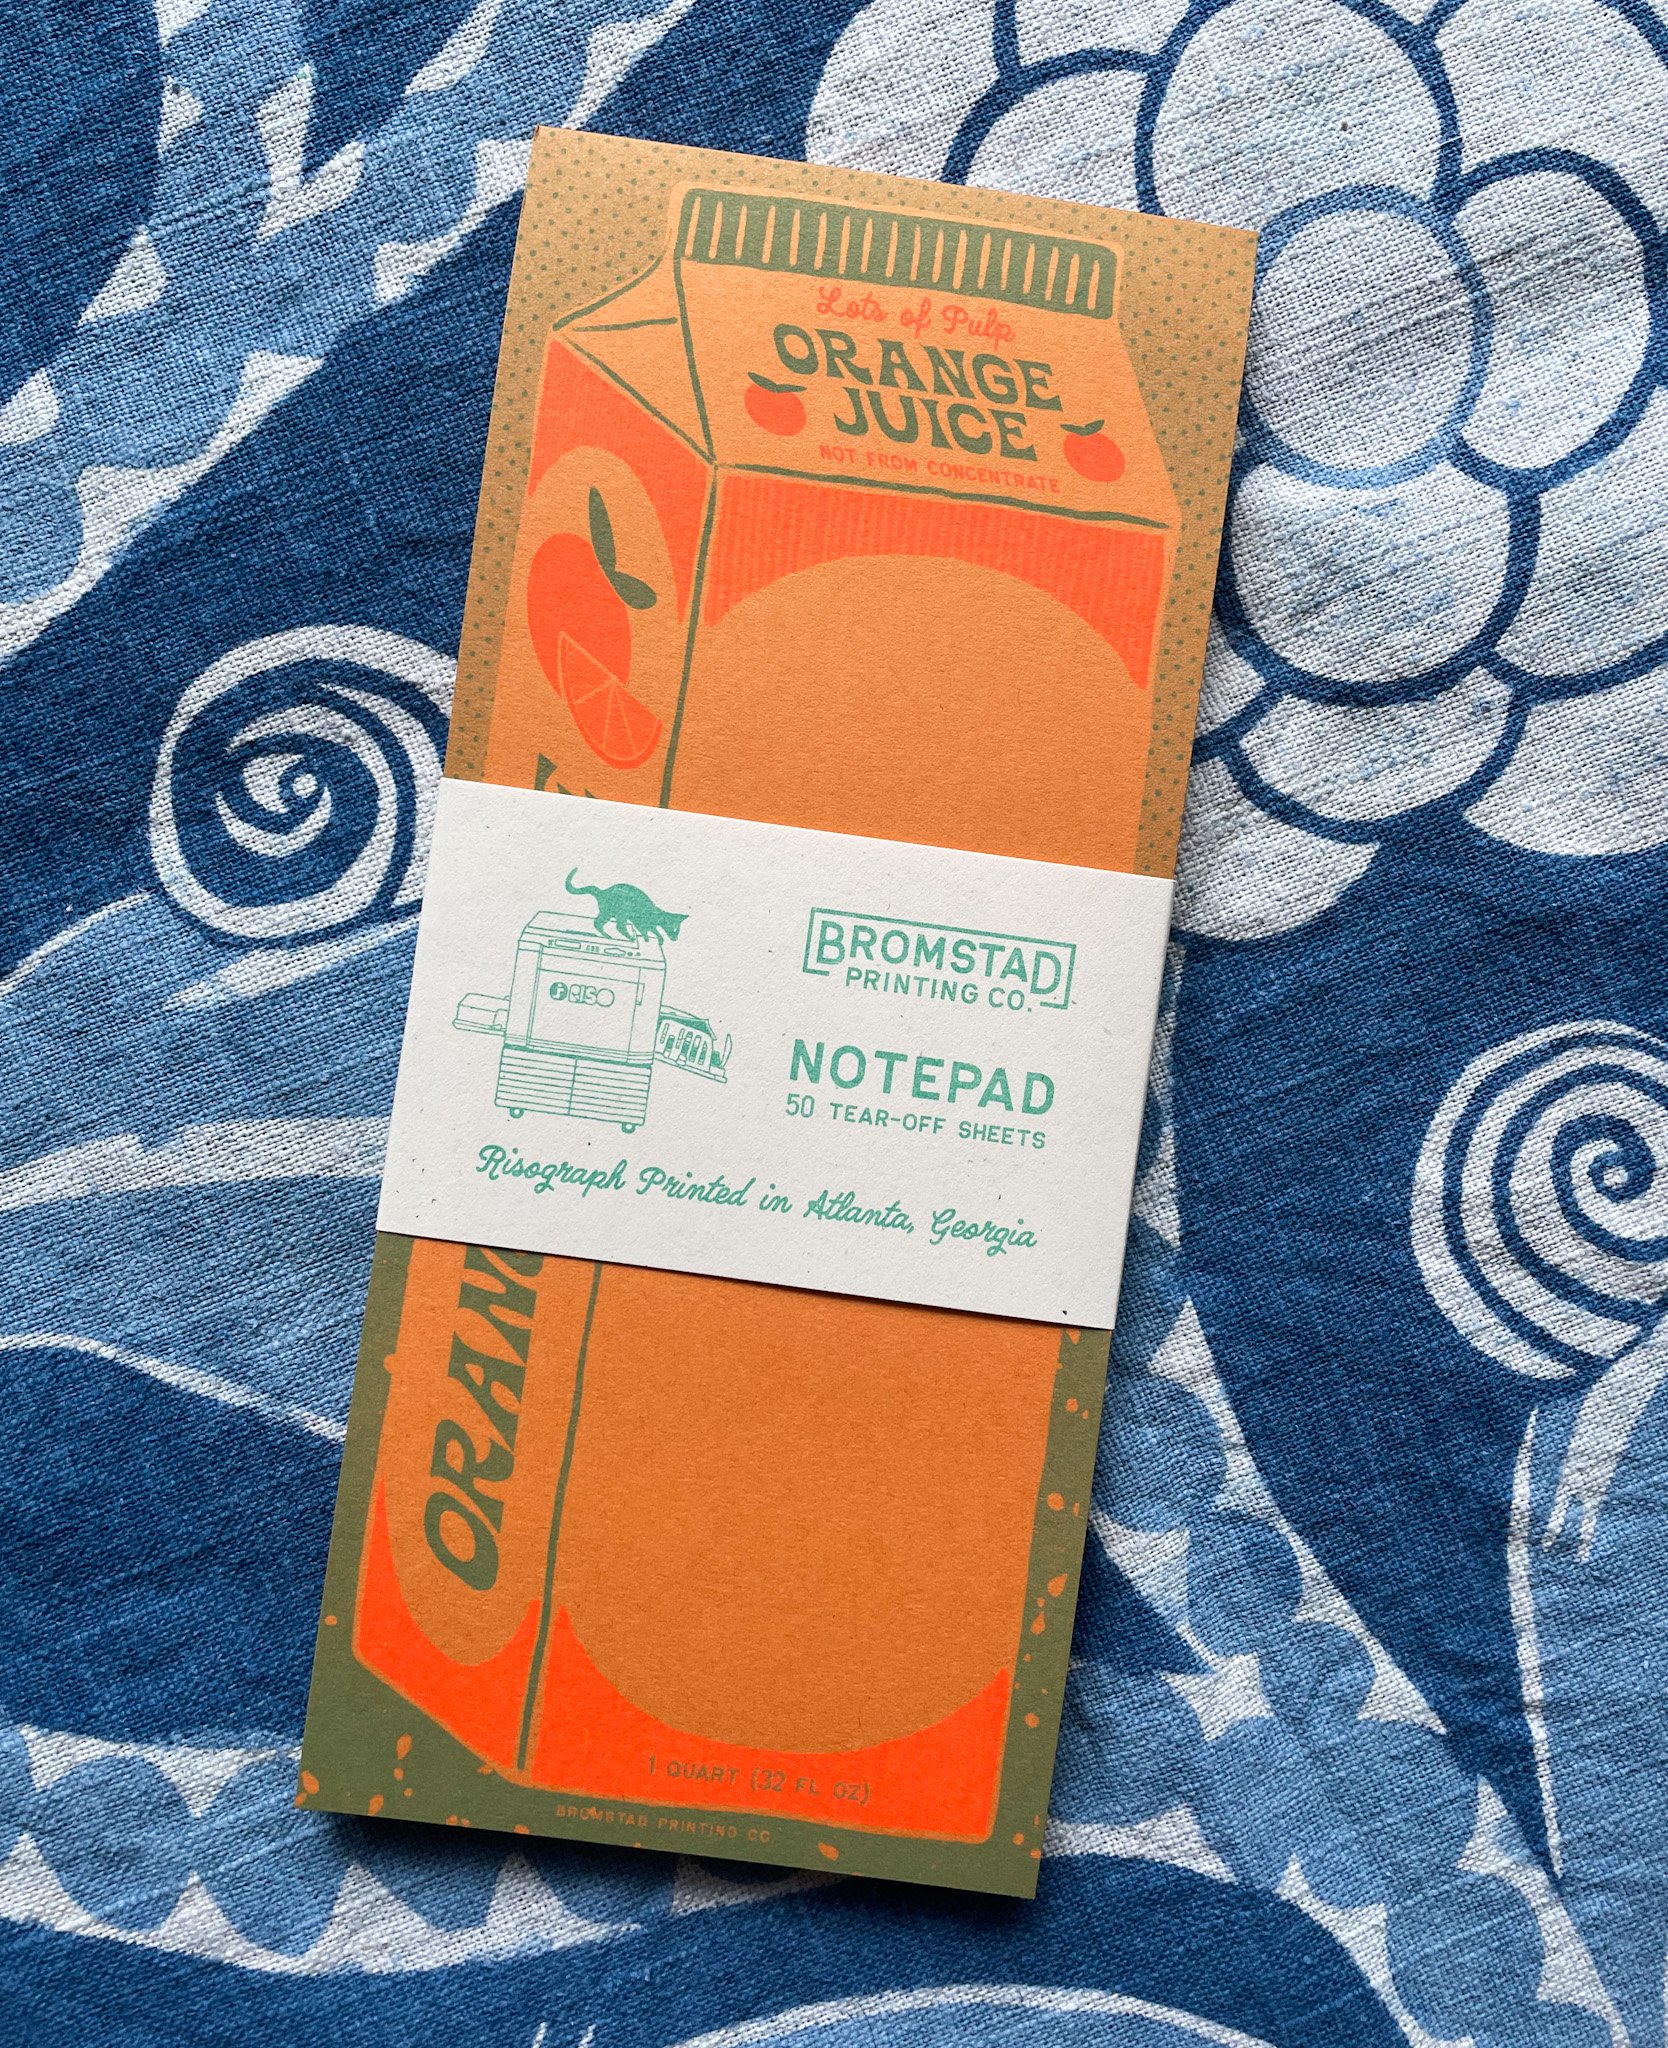 Lots of Pulp
ORANGE
JUICE
NOT FROM CONCENTRATE
RISO
BROMSTAD
PRINTING CO.
NOTEPAD
50 TEAR-OFF SHEETS
Risograph Printed in Atlanta, Georgia
ORANG
1 QUART (32 FL OZ)
BROMSTAD PRINTING CO.